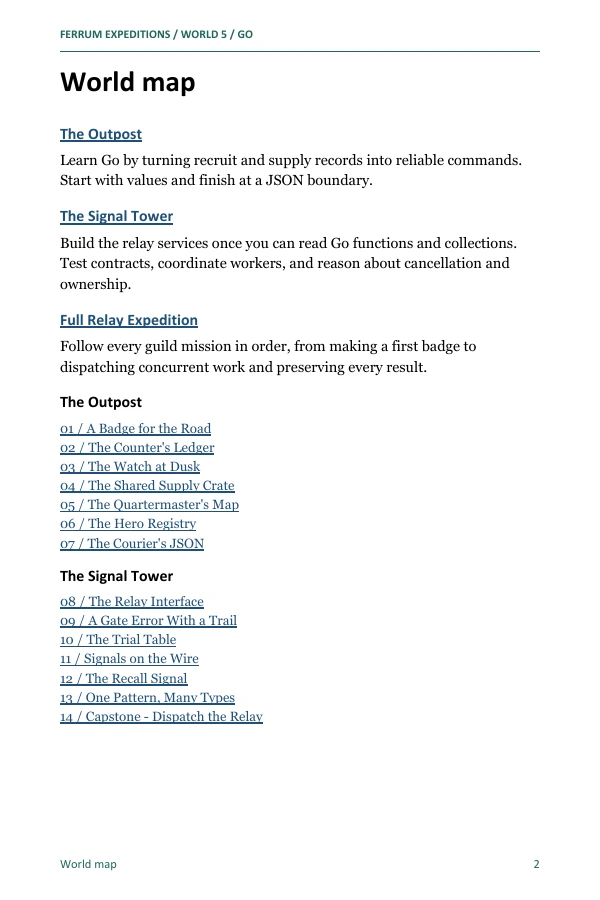 FERRUM EXPEDITIONS / WORLD 5 / GO
World map
The Outpost
Learn Go by turning recruit and supply records into reliable commands.
Start with values and finish at a JSON boundary.
The Signal Tower
Build the relay services once you can read Go functions and collections.
Test contracts, coordinate workers, and reason about cancellation and
ownership.
Full Relay Expedition
Follow every guild mission in order, from making a first badge to
dispatching concurrent work and preserving every result.
The Outpost
01 / A Badge for the Road
02 / The Counter's Ledger
03 / The Watch at Dusk
04 / The Shared Supply Crate
05 / The Quartermaster's Map
06 / The Hero Registry
07 / The Courier's JSON
The Signal Tower
08 / The Relay Interface
09 / A Gate Error With a Trail
10 / The Trial Table
11 / Signals on the Wire
12 / The Recall Signal
13 / One Pattern, Many Types
14 / Capstone - Dispatch the Relay
World map 2